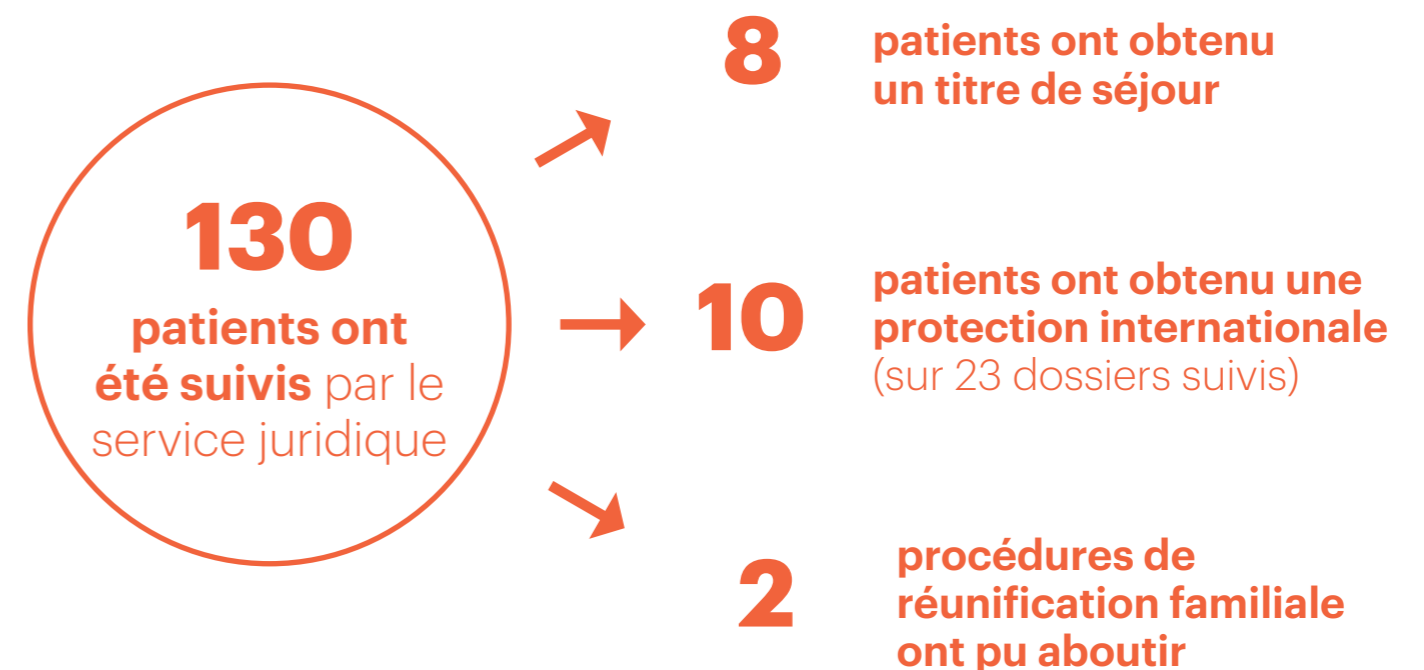 130
patients ont
été suivis par le
service juridique
8
patients ont obtenu
un titre de séjour
10
patients ont obtenu une
protection internationale
(sur 23 dossiers suivis)
2
procédures de
réunification familiale
ont pu aboutir